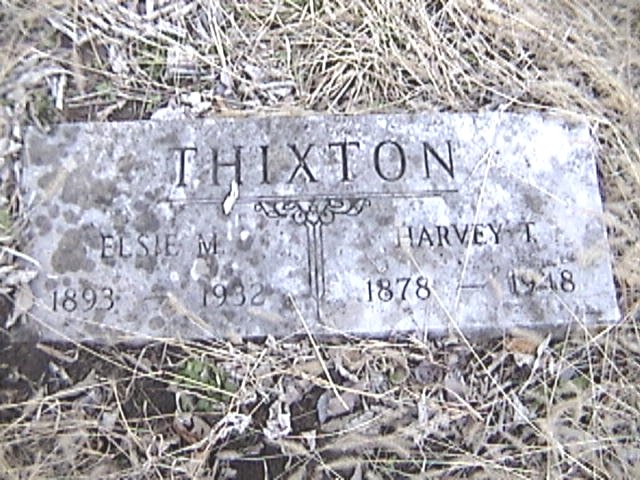 THIXTON
ELSIE M.
1893 — 1932
HARVEY T.
1878 — 1948